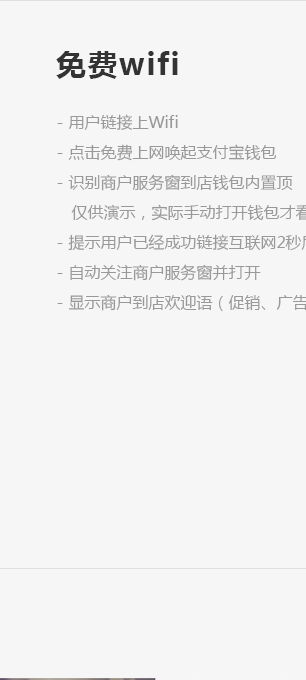 免费wifi
- 用户链接上Wifi
- 点击免费上网唤起支付宝钱包
- 识别商户服务窗到店钱包内置顶
仅供演示，实际手动打开钱包才看
- 提示用户已经成功链接互联网2秒后
- 自动关注商户服务窗并打开
- 显示商户到店欢迎语（促销、广告